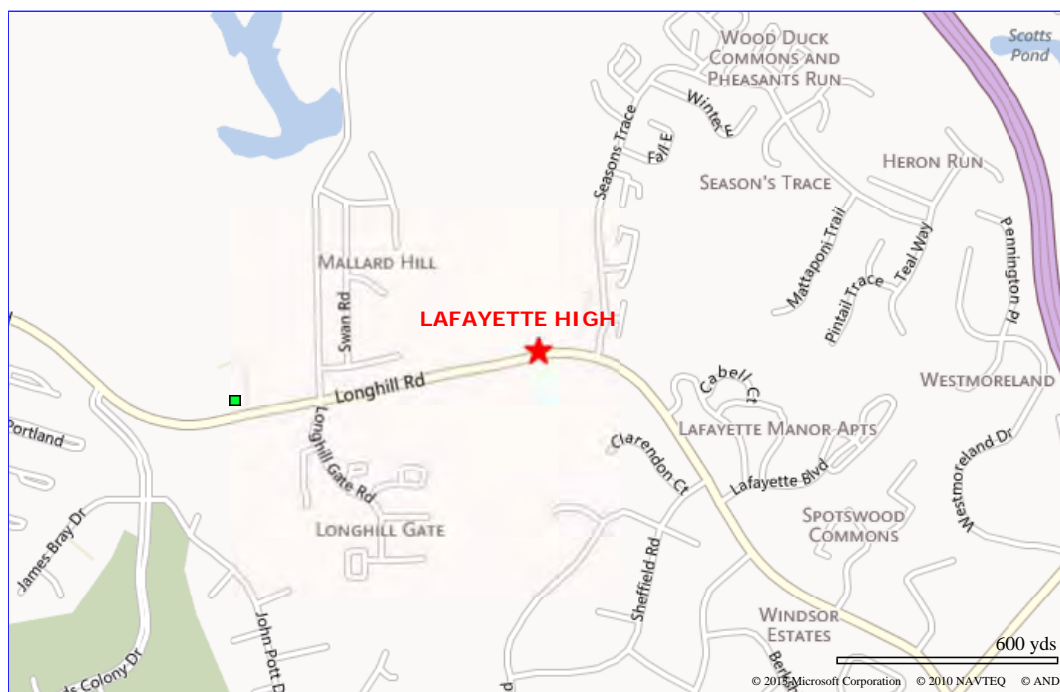 Scotts
Pond
WOOD DUCK
COMMONS AND
PHEASANTS RUN
Winter E
Seasons Trace
Fall E
HERON RUN
SEASON'S TRACE
Mattaponi Trail
Teal Way
Pennington Pl
Pintail Trace
MALLARD HILL
Swan Rd
LAFAYETTE HIGH
Longhill Rd
Cabell Ct
WESTMORELAND
Portland
Longhill Gate Rd
LAFAYETTE MANOR APTS
Clarendon Ct
Lafayette Blvd
Westmoreland Dr
LONGHILL GATE
SPOTSWOOD
COMMONS
James Bray Dr
Sheffield Rd
John Pott D
WINDSOR
ESTATES
ds Colony Dr
600 yds
© 2015 Microsoft Corporation © 2010 NAVTEQ © AND